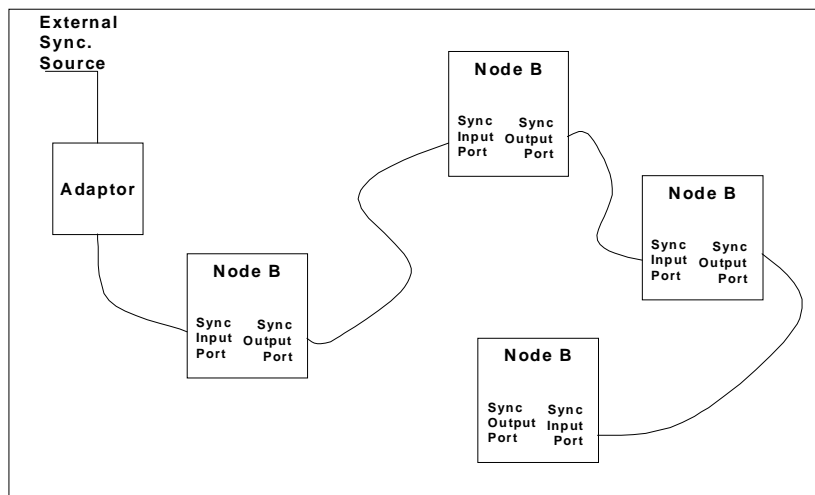 External
Sync.
Source
Adaptor
Node B
Sync
Input
Port
Sync
Output
Port
Node B
Sync
Input
Port
Sync
Output
Port
Node B
Sync
Input
Port
Sync
Output
Port
Node B
Sync
Output
Port
Sync
Input
Port